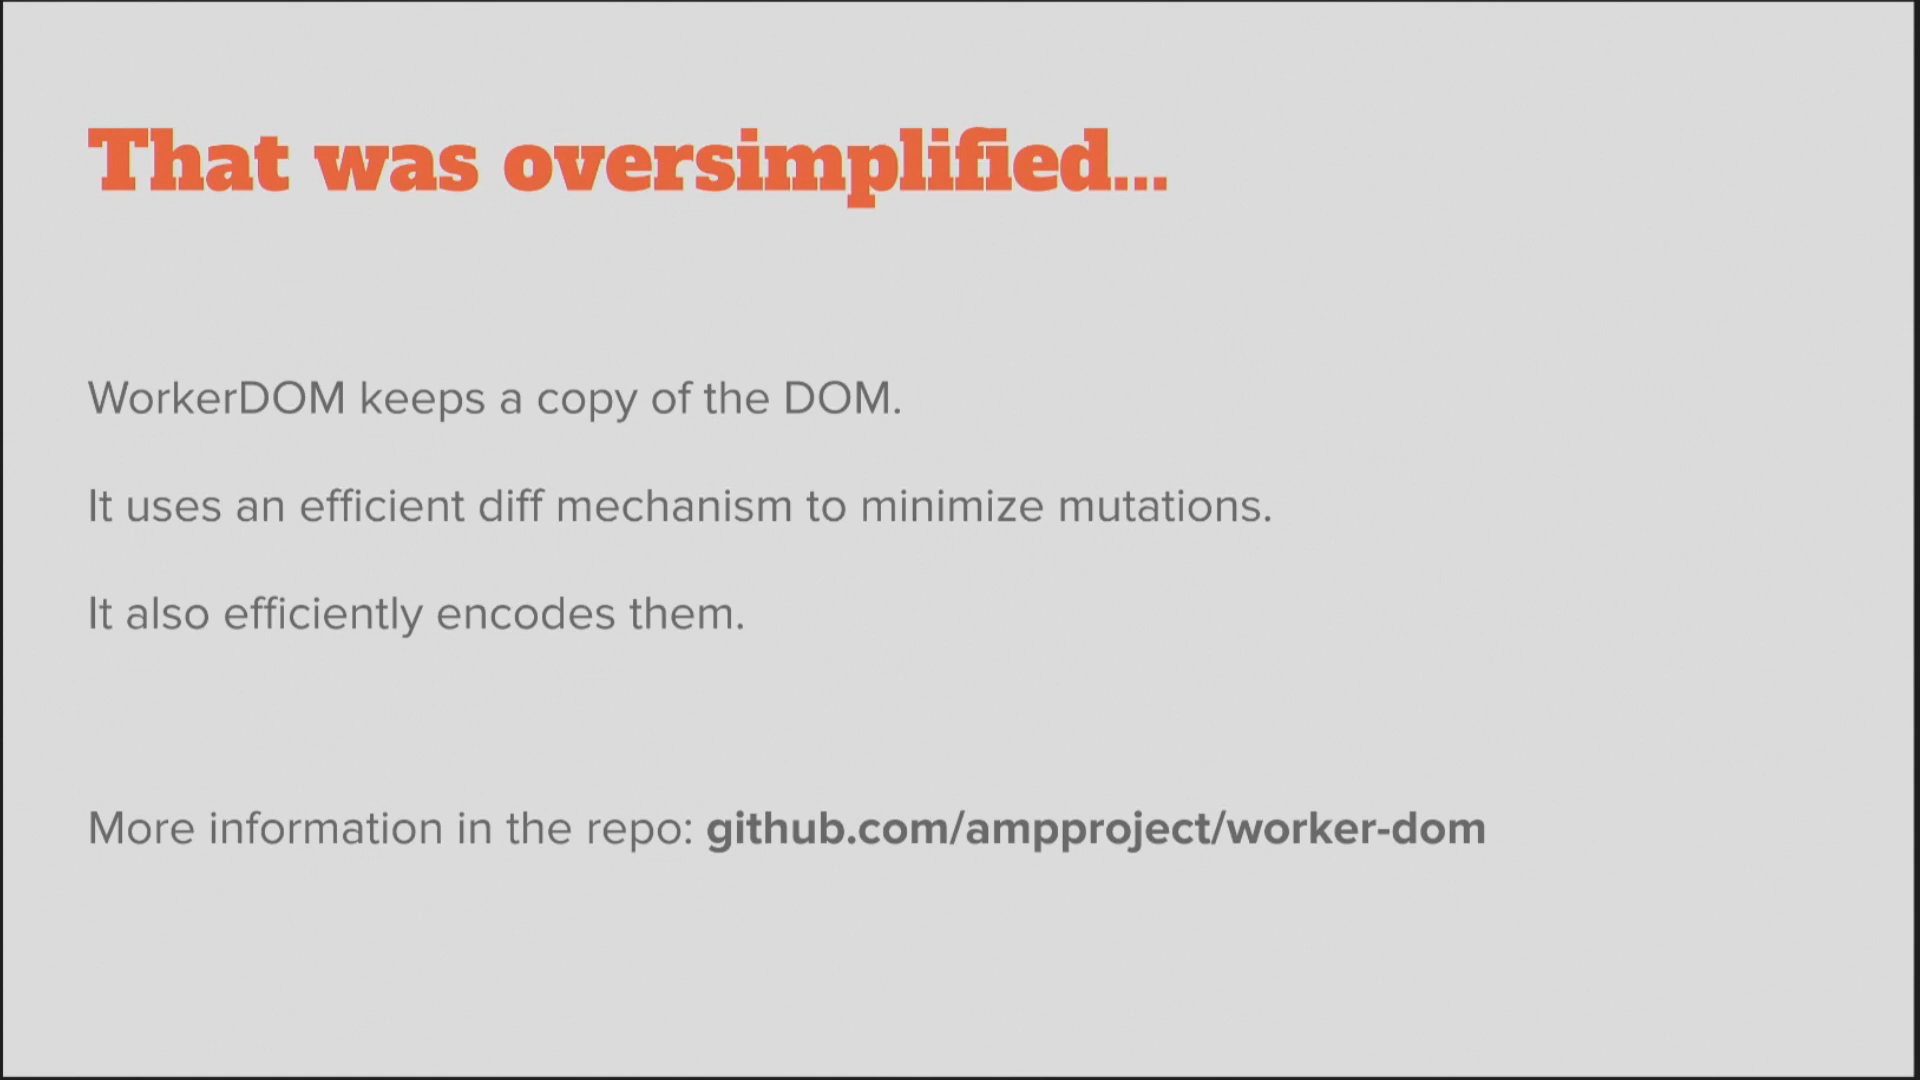 That was oversimplified...
WorkerDOM keeps a copy of the DOM.
It uses an efficient diff mechanism to minimize mutations.
It also efficiently encodes them.
More information in the repo: github.com/ampproject/worker-dom